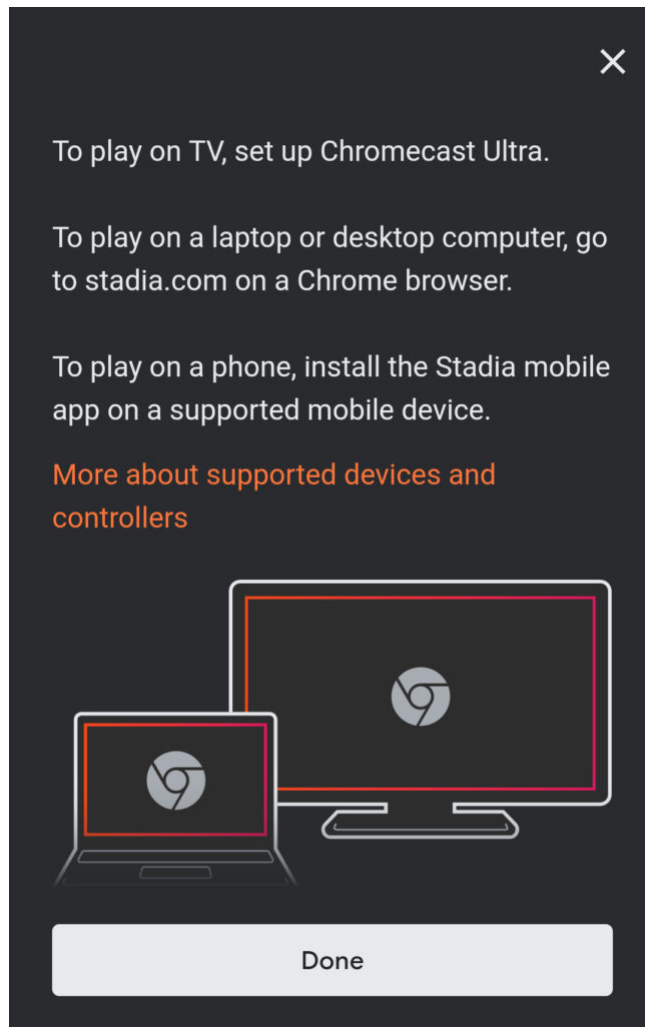 To play on TV, set up Chromecast Ultra.
To play on a laptop or desktop computer, go
to stadia.com on a Chrome browser.
To play on a phone, install the Stadia mobile
app on a supported mobile device.
More about supported devices and
controllers
Done